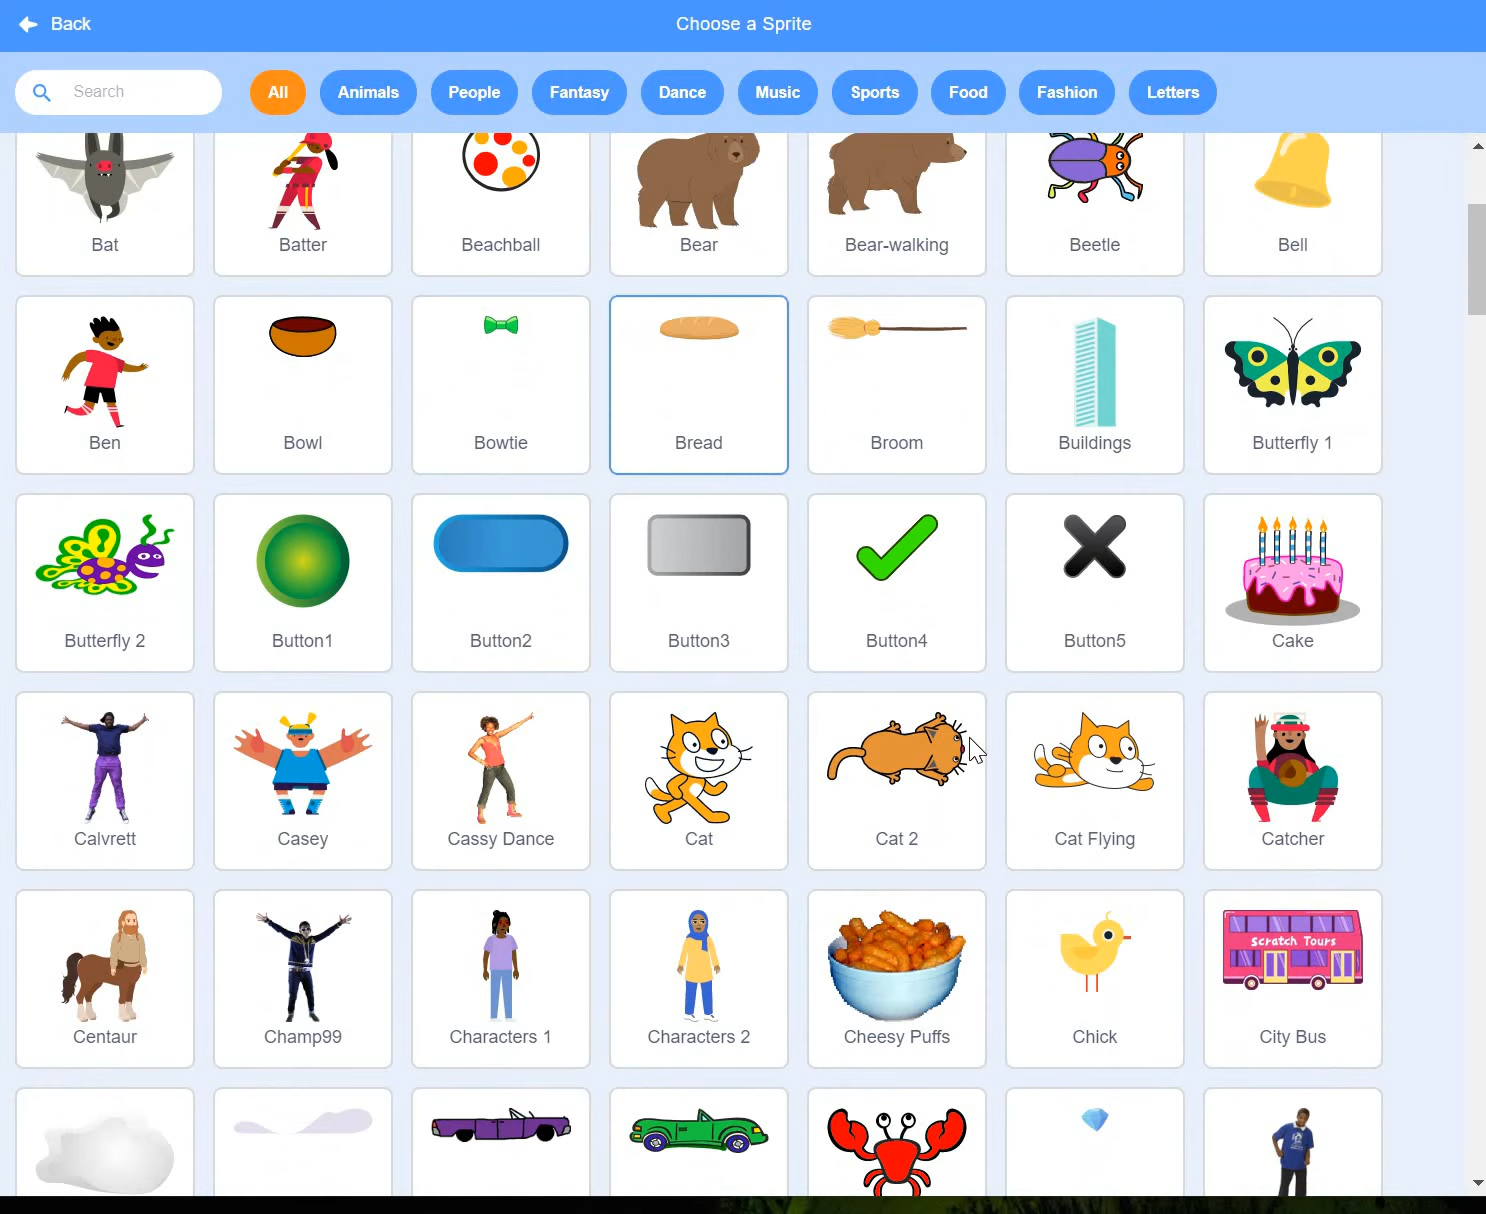 Back
Choose a Sprite
Search
All
Animals
People
Fantasy
Dance
Music
Sports
Food
Fashion
Letters
Bat
Batter
Beachball
Bear
Bear-walking
Beetle
Bell
Ben
Bowl
Bowtie
Bread
Broom
Buildings
Butterfly 1
Butterfly 2
Button1
Button2
Button3
Button4
Button5
Cake
Calvrett
Casey
Cassy Dance
Cat
Cat 2
Cat Flying
Catcher
Scratch Tours
Centaur
Champ99
Characters 1
Characters 2
Cheesy Puffs
Chick
City Bus